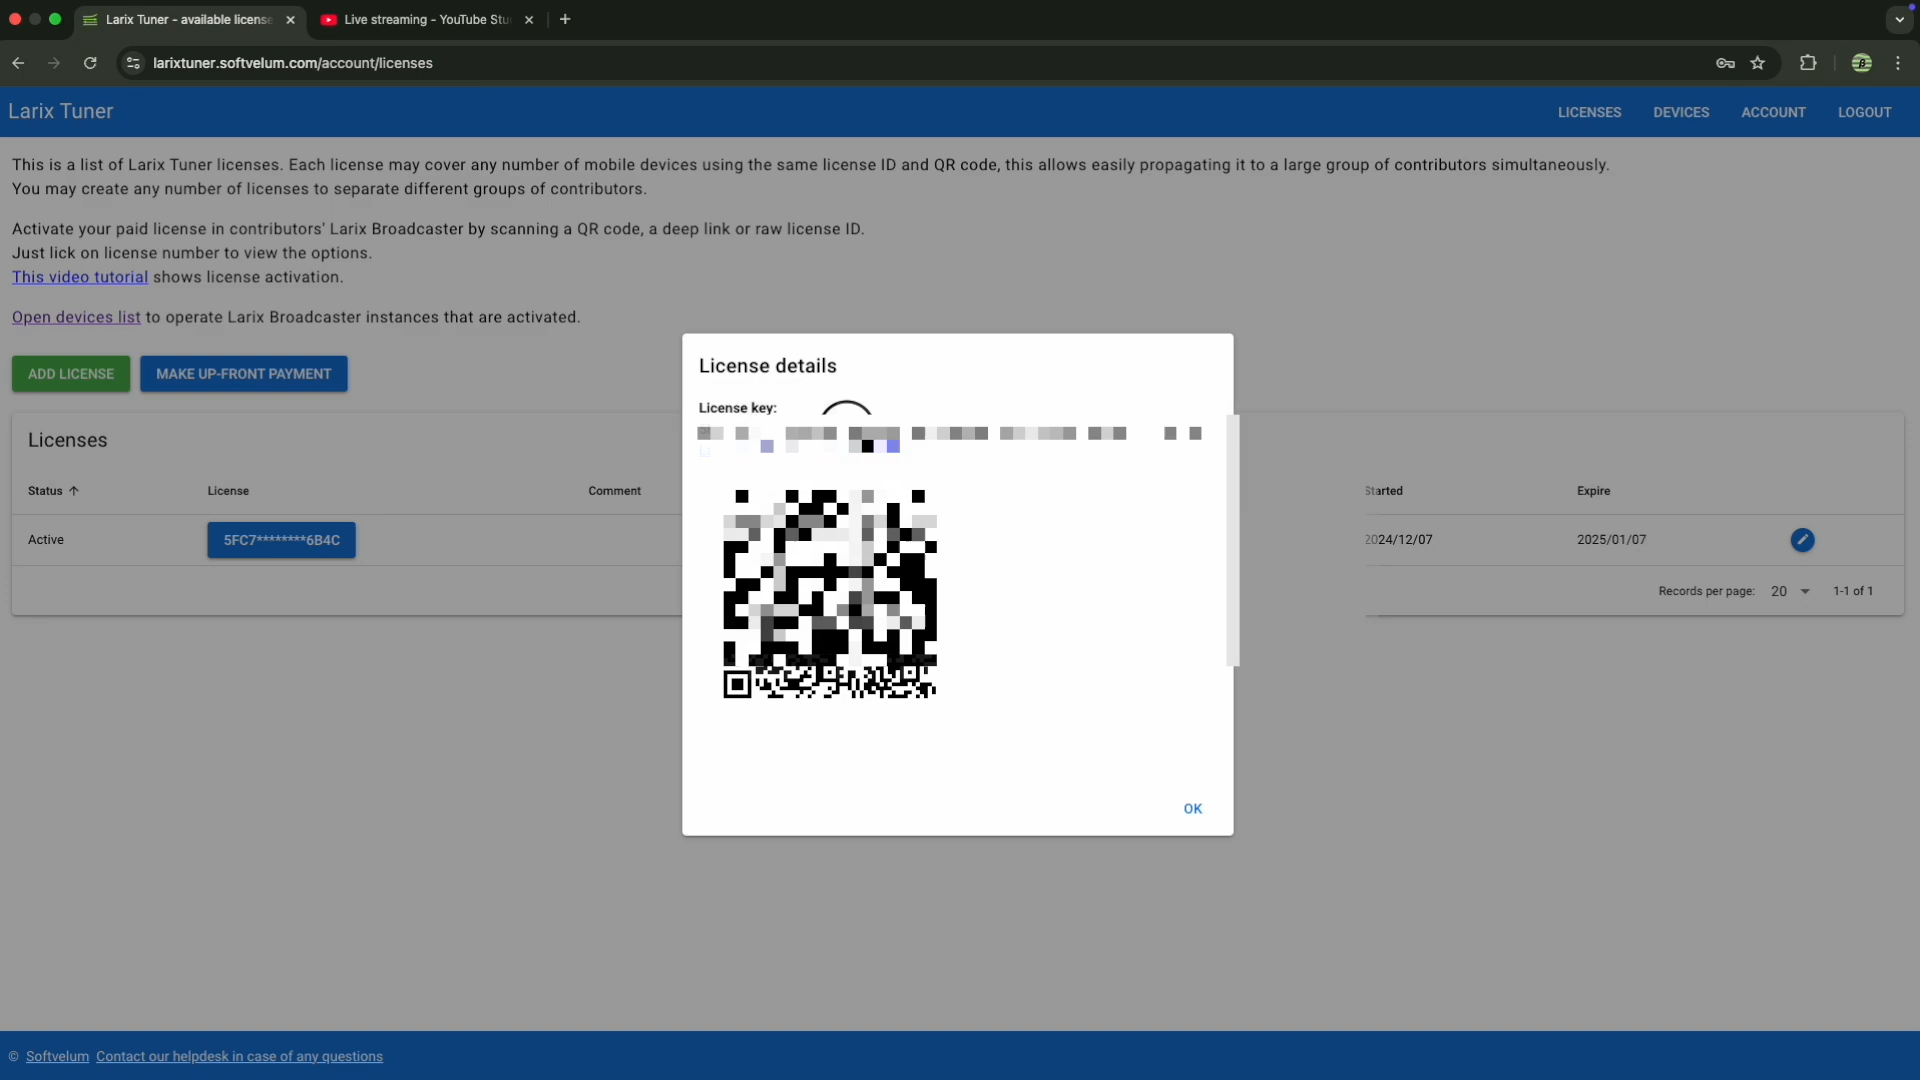 Larix Tuner - available license
Live streaming - YouTube Stu
larixtuner.softvelum.com/account/licenses
Larix Tuner
LICENSES
DEVICES
ACCOUNT
LOGOUT
This is a list of Larix Tuner licenses. Each license may cover any number of mobile devices using the same license ID and QR code, this allows easily propagating it to a large group of contributors simultaneously.
You may create any number of licenses to separate different groups of contributors.
Activate your paid license in contributors' Larix Broadcaster by scanning a QR code, a deep link or raw license ID.
Just lick on license number to view the options.
This video tutorial shows license activation.
Open devices list to operate Larix Broadcaster instances that are activated.
ADD LICENSE
MAKE UP-FRONT PAYMENT
License details
License key:
OK
Licenses
Status
License
Comment
Started
Expire
Active
5FC7********6B4C
2024/12/07
2025/01/07
Records per page:
20
1-1 of 1
© Softvelum Contact our helpdesk in case of any questions